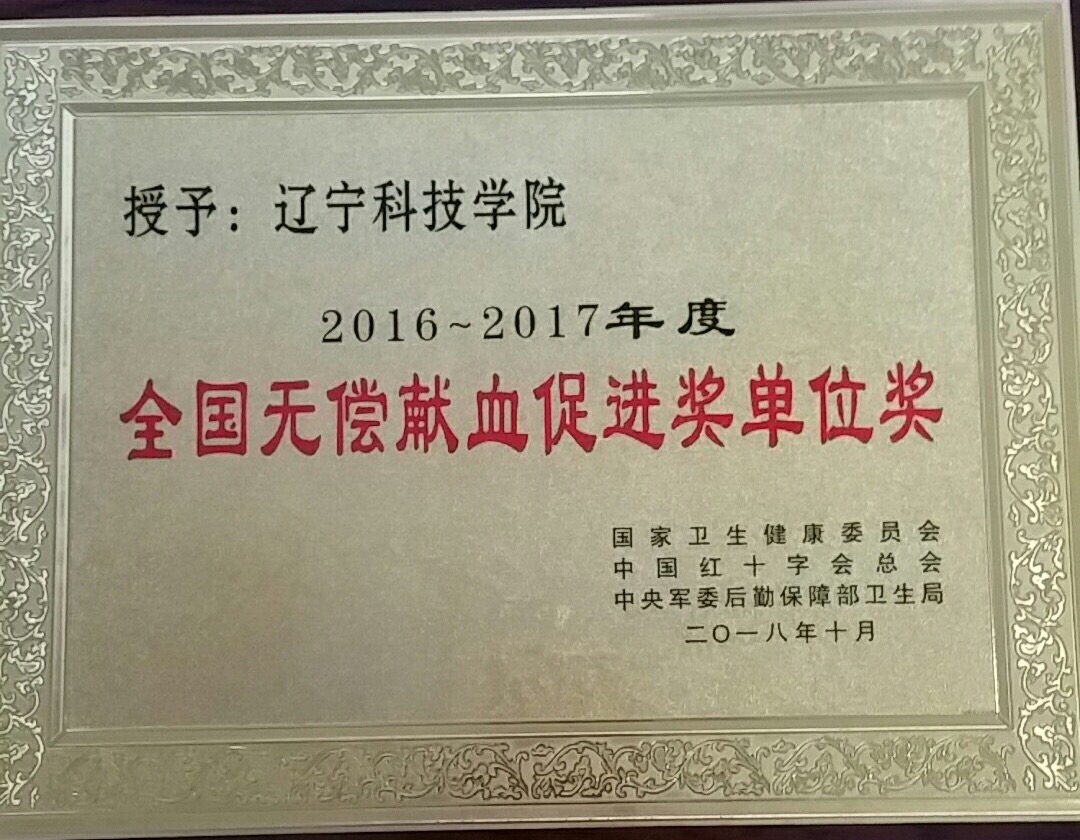 授予：辽宁科技学院
2016~2017年度
全国无偿献血促进奖单位奖
国家卫生健康委员会
中国红十字会总会
中央军委后勤保障部卫生局
二〇一八年十月